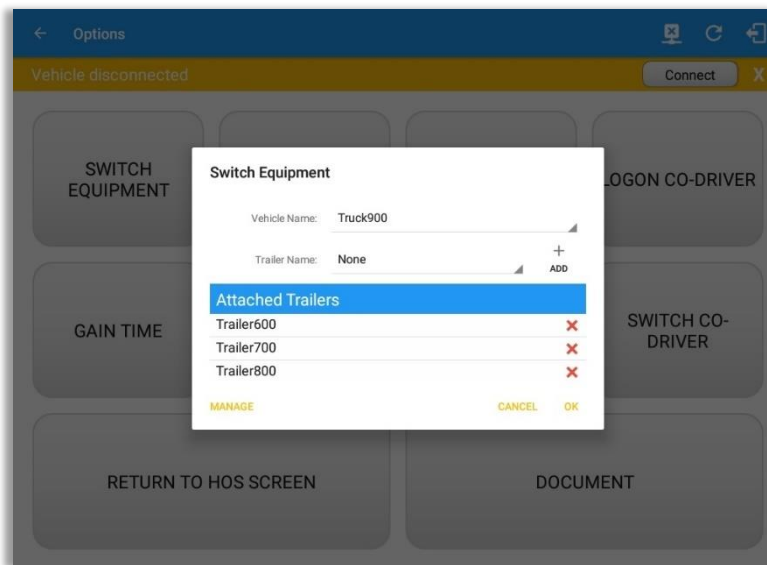 Options
Vehicle disconnected
Connect
X
SWITCH
EQUIPMENT
LOGON CO-DRIVER
Switch Equipment
Vehicle Name: Truck900
Trailer Name: None
ADD
Attached Trailers
Trailer600
Trailer700
Trailer800
MANAGE
CANCEL
OK
GAIN TIME
SWITCH CO-
DRIVER
RETURN TO HOS SCREEN
DOCUMENT